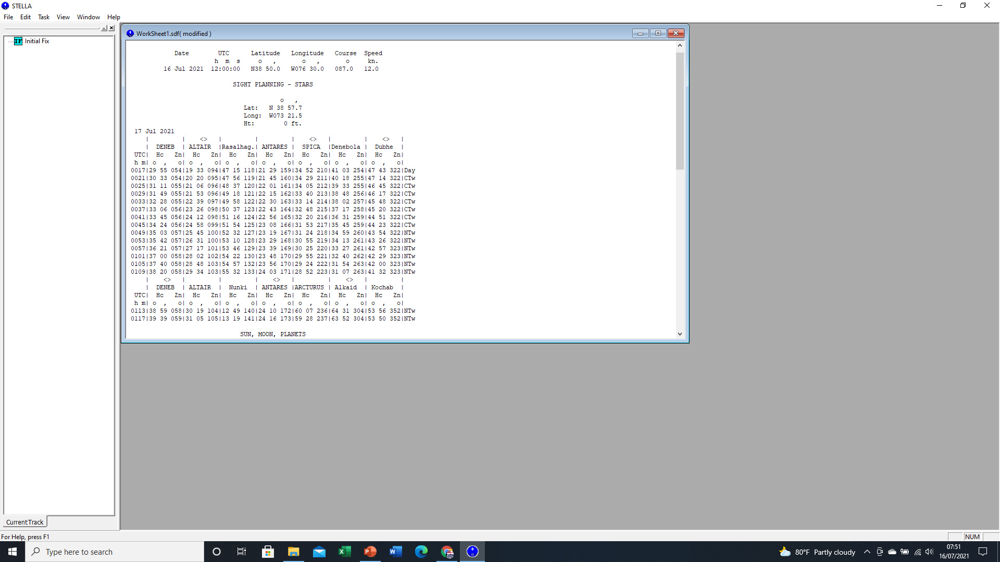 STELLA
File Edit Task View Window Help
Initial Fix
WorkSheet1.sdf( modified )
Date UTC Latitude Longitude Course Speed
h m s o , o , o kn.
16 Jul 2021 12:00:00 N38 50.0 W076 30.0 087.0 12.0
SIGHT PLANNING - STARS
o ,
Lat: N 38 57.7
Long: W073 21.5
Ht: 0 ft.
17 Jul 2021
| | <> | | | <> | | <> |
| DENEB | ALTAIR |Rasalhag.| ANTARES | SPICA |Denebola | Dubhe |
UTC| Hc Zn| Hc Zn| Hc Zn| Hc Zn| Hc Zn| Hc Zn| Hc Zn|
h m| o , o| o , o| o , o| o , o| o , o| o , o| o , o|
0017|29 55 054|19 33 094|47 15 118|21 29 159|34 52 210|41 03 254|47 43 322|Day
0021|30 33 054|20 20 095|47 56 119|21 45 160|34 29 211|40 18 255|47 14 322|CTw
0025|31 11 055|21 06 096|48 37 120|22 01 161|34 05 212|39 33 255|46 45 322|CTw
0029|31 49 055|21 53 096|49 18 121|22 15 162|33 40 213|38 48 256|46 17 322|CTw
0033|32 28 055|22 39 097|49 58 122|22 30 163|33 14 214|38 02 257|45 48 322|CTw
0037|33 06 056|23 26 098|50 37 123|22 43 164|32 48 215|37 17 258|45 20 322|CTw
0041|33 45 056|24 12 098|51 16 124|22 56 165|32 20 216|36 31 259|44 51 322|CTw
0045|34 24 056|24 58 099|51 54 125|23 08 166|31 53 217|35 45 259|44 23 322|CTw
0049|35 03 057|25 45 100|52 32 127|23 19 167|31 24 218|34 59 260|43 54 322|NTw
0053|35 42 057|26 31 100|53 10 128|23 29 168|30 55 219|34 13 261|43 26 322|NTw
0057|36 21 057|27 17 101|53 46 129|23 39 169|30 25 220|33 27 261|42 57 323|NTw
0101|37 00 058|28 02 102|54 22 130|23 48 170|29 55 221|32 40 262|42 29 323|NTw
0105|37 40 058|28 48 103|54 57 132|23 56 170|29 24 222|31 54 263|42 00 323|NTw
0109|38 20 058|29 34 103|55 32 133|24 03 171|28 52 223|31 07 263|41 32 323|NTw
| <> | | | <> | | <> | |
| DENEB | ALTAIR | Nunki | ANTARES |ARCTURUS | Alkaid | Kochab |
UTC| Hc Zn| Hc Zn| Hc Zn| Hc Zn| Hc Zn| Hc Zn| Hc Zn|
h m| o , o| o , o| o , o| o , o| o , o| o , o| o , o|
0113|38 59 058|30 19 104|12 49 140|24 10 172|60 07 236|64 31 304|53 56 352|NTw
0117|39 39 059|31 05 105|13 19 141|24 16 173|59 28 237|63 52 304|53 50 352|NTw
SUN, MOON, PLANETS
CurrentTrack
For Help, press F1
NUM
Type here to search
80°F Partly cloudy
07:51
16/07/2021